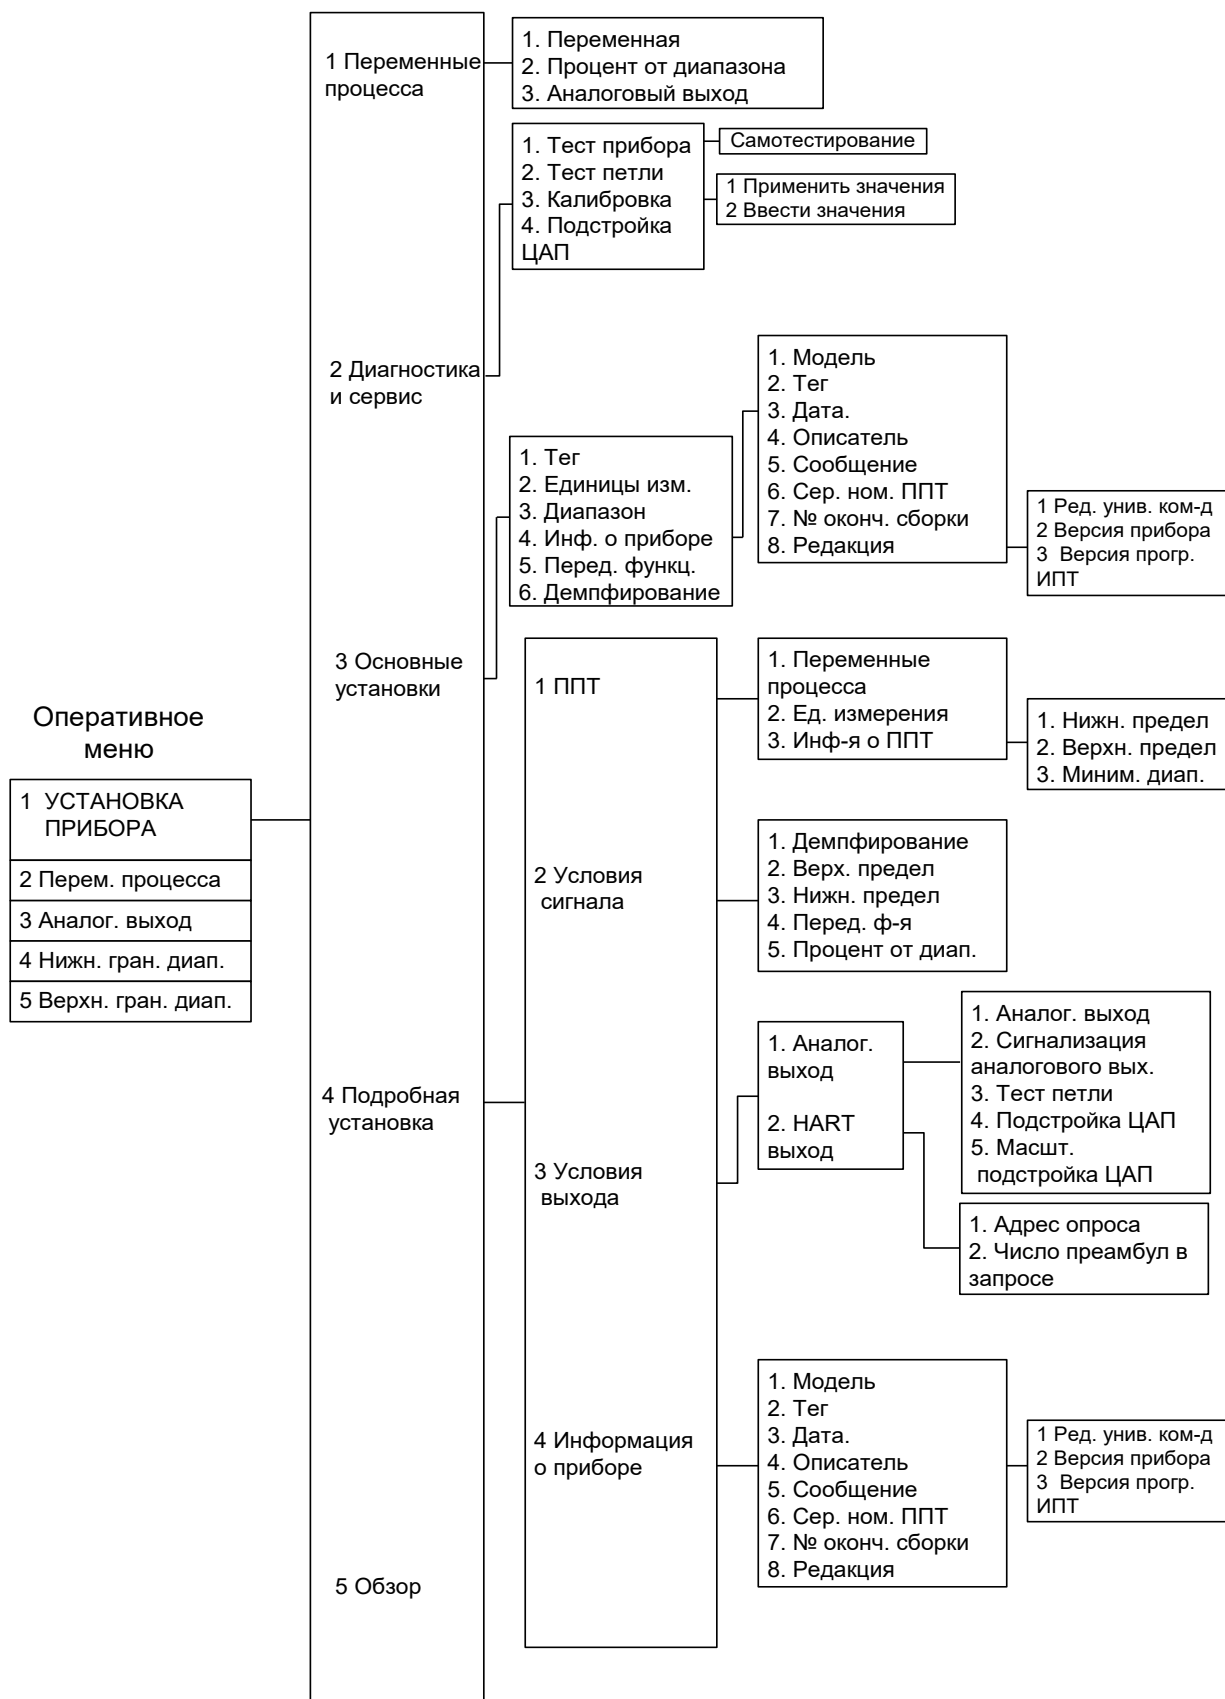 Оперативное
меню
1 УСТАНОВКА
ПРИБОРА
2 Перем. процесса
3 Аналог. выход
4 Нижн. гран. диап.
5 Верхн. гран. диап.
1 Переменные
процесса
1. Переменная
2. Процент от диапазона
3. Аналоговый выход
2 Диагностика
и сервис
1. Тест прибора
2. Тест петли
3. Калибровка
4. Подстройка
ЦАП
Самотестирование
1 Применить значения
2 Ввести значения
3 Основные
установки
1. Тег
2. Единицы изм.
3. Диапазон
4. Инф. о приборе
5. Перед. функц.
6. Демпфирование
1. Модель
2. Тег
3. Дата.
4. Описатель
5. Сообщение
6. Сер. ном. ППТ
7. № оконч. сборки
8. Редакция
1 Ред. унив. ком-д
2 Версия прибора
3 Версия прогр.
ИПТ
4 Подробная
установка
1 ППТ
1. Переменные
процесса
2. Ед. измерения
3. Инф-я о ППТ
1. Нижн. предел
2. Верхн. предел
3. Миним. диап.
2 Условия
сигнала
1. Демпфирование
2. Верх. предел
3. Нижн. предел
4. Перед. ф-я
5. Процент от диап.
3 Условия
выхода
1. Аналог.
выход
2. HART
выход
1. Аналог. выход
2. Сигнализация
аналогового вых.
3. Тест петли
4. Подстройка ЦАП
5. Масшт.
подстройка ЦАП
1. Адрес опроса
2. Число преамбул в
запросе
4 Информация
о приборе
1. Модель
2. Тег
3. Дата.
4. Описатель
5. Сообщение
6. Сер. ном. ППТ
7. № оконч. сборки
8. Редакция
1 Ред. унив. ком-д
2 Версия прибора
3 Версия прогр.
ИПТ
5 Обзор